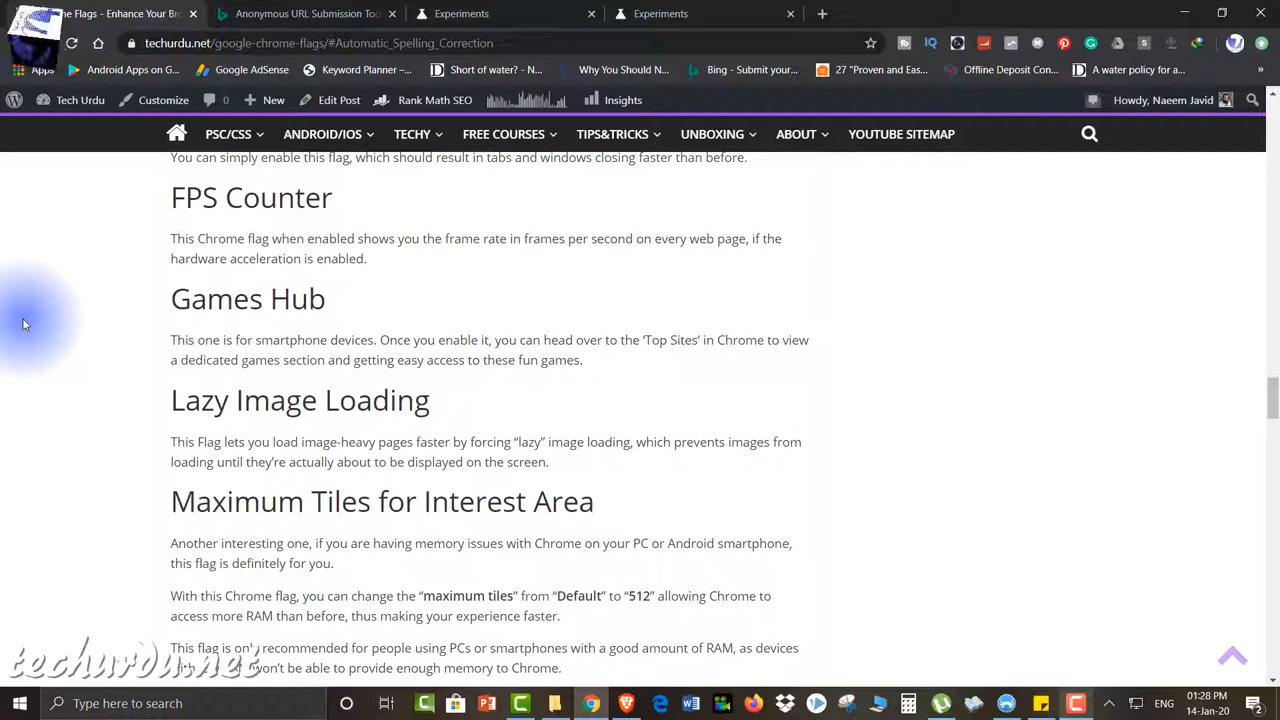 e Flags - Enhance Your Br
Anonymous URL Submission Too
Experiments
Experiments
techurdu.net/google-chrome-flags/#Automatic_Spelling_Correction
Apps
Android Apps on G...
Google AdSense
Keyword Planner –...
Short of water? - N...
Why You Should N...
Bing - Submit your...
27 "Proven and Eas...
Offline Deposit Con...
A water policy for a...
»
Tech Urdu
Customize
0
New
Edit Post
Rank Math SEO
Insights
Howdy, Naeem Javid
PSC/CSS
ANDROID/IOS
TECHY
FREE COURSES
TIPS&TRICKS
UNBOXING
ABOUT
YOUTUBE SITEMAP
You can simply enable this flag, which should result in tabs and windows closing faster than before.
FPS Counter
This Chrome flag when enabled shows you the frame rate in frames per second on every web page, if the
hardware acceleration is enabled.
Games Hub
This one is for smartphone devices. Once you enable it, you can head over to the ‘Top Sites’ in Chrome to view
a dedicated games section and getting easy access to these fun games.
Lazy Image Loading
This Flag lets you load image-heavy pages faster by forcing “lazy” image loading, which prevents images from
loading until they’re actually about to be displayed on the screen.
Maximum Tiles for Interest Area
Another interesting one, if you are having memory issues with Chrome on your PC or Android smartphone,
this flag is definitely for you.
With this Chrome flag, you can change the “maximum tiles” from “Default” to “512” allowing Chrome to
access more RAM than before, thus making your experience faster.
This flag is only recommended for people using PCs or smartphones with a good amount of RAM, as devices
won’t be able to provide enough memory to Chrome.
techurdu.net
Type here to search
ENG
01:28 PM
14-Jan-20
2